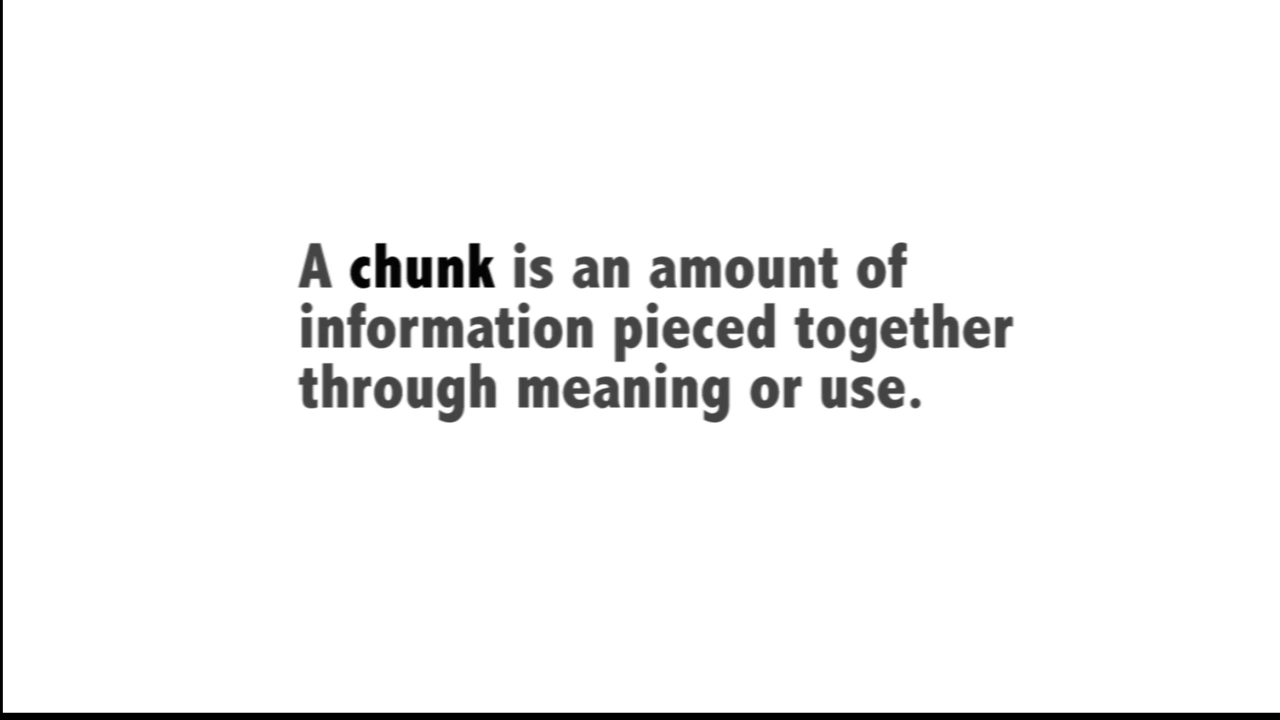 A chunk is an amount of
information pieced together
through meaning or use.